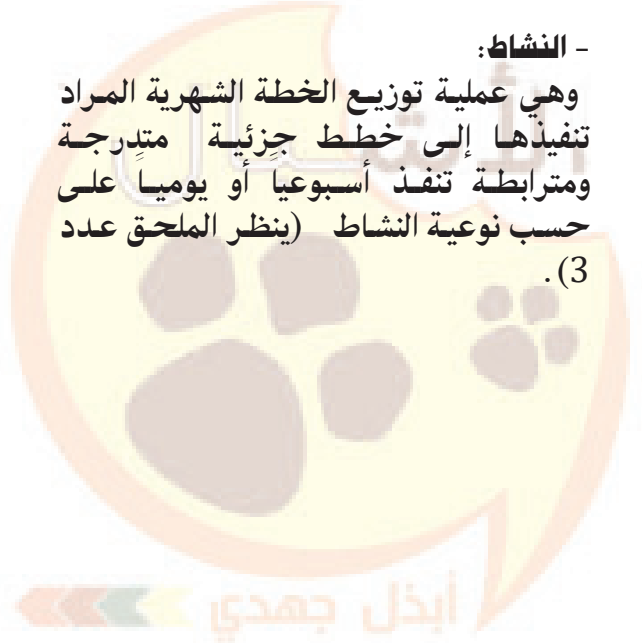 - النشاط:
وهي عملية توزيع الخطة الشهرية المراد
تنفيذها إلى خطط جزئية متدرجة
ومترابطة تنفذ أسبوعياً أو يومياً على
حسب نوعية النشاط (ينظر الملحق عدد
3).
أبذل جهدي